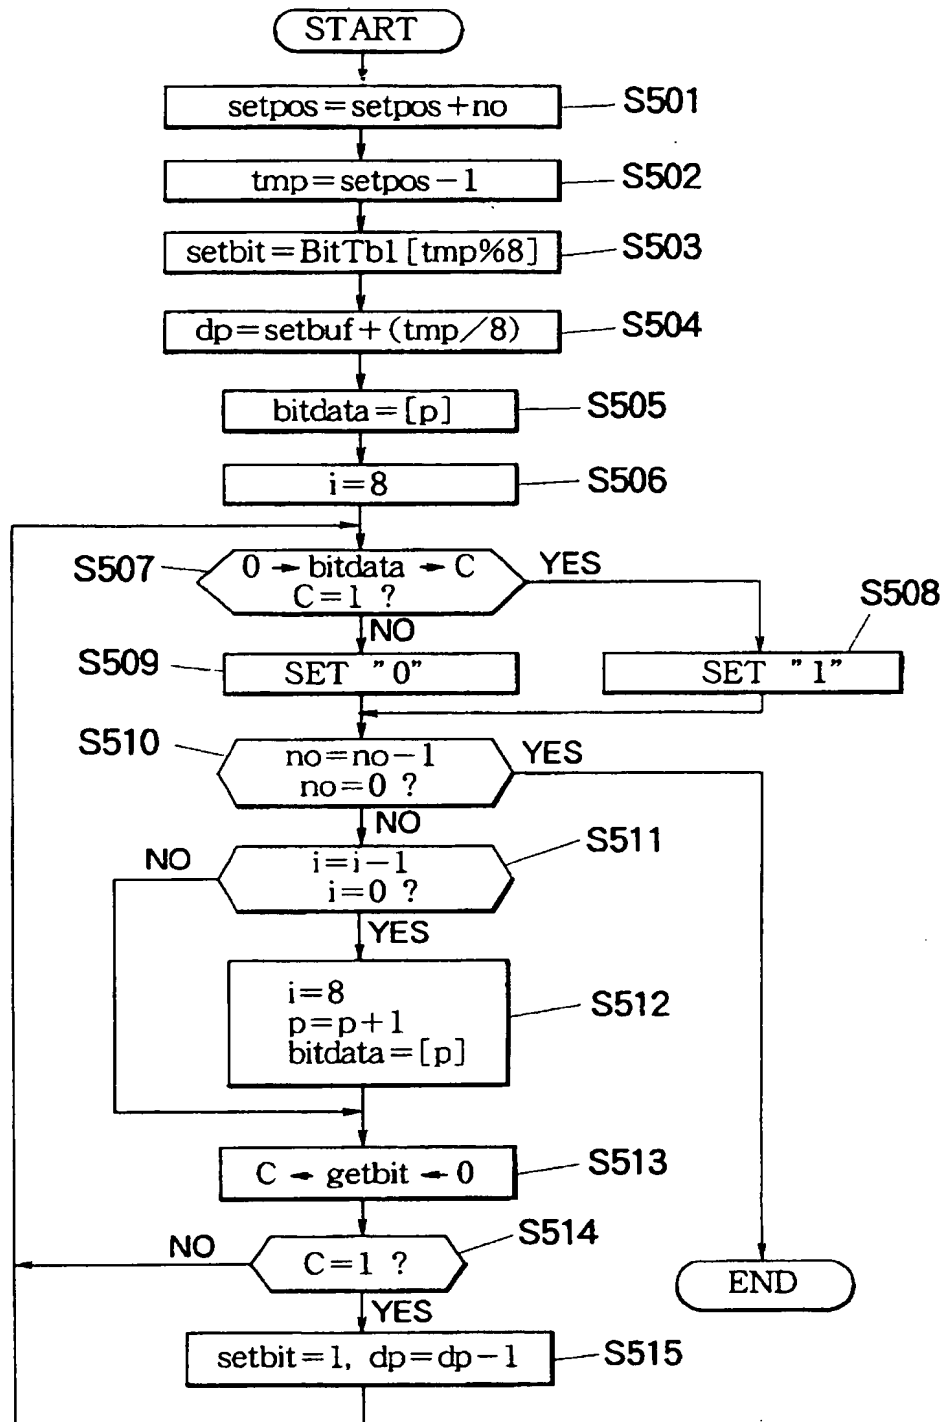 START
setpos=setpos+no
S501
tmp=setpos-1
S502
setbit=BitTbl[tmp%8]
S503
dp=setbuf+(tmp/8)
S504
bitdata=[p]
S505
i=8
S506
S507
0→bitdata→C
C=1 ?
YES
NO
S508
SET "1"
S509
SET "0"
S510
no=no-1
no=0 ?
YES
NO
S511
i=i-1
i=0 ?
NO
YES
S512
i=8
p=p+1
bitdata=[p]
S513
C←getbit←0
S514
C=1 ?
NO
YES
END
setbit=1, dp=dp-1
S515